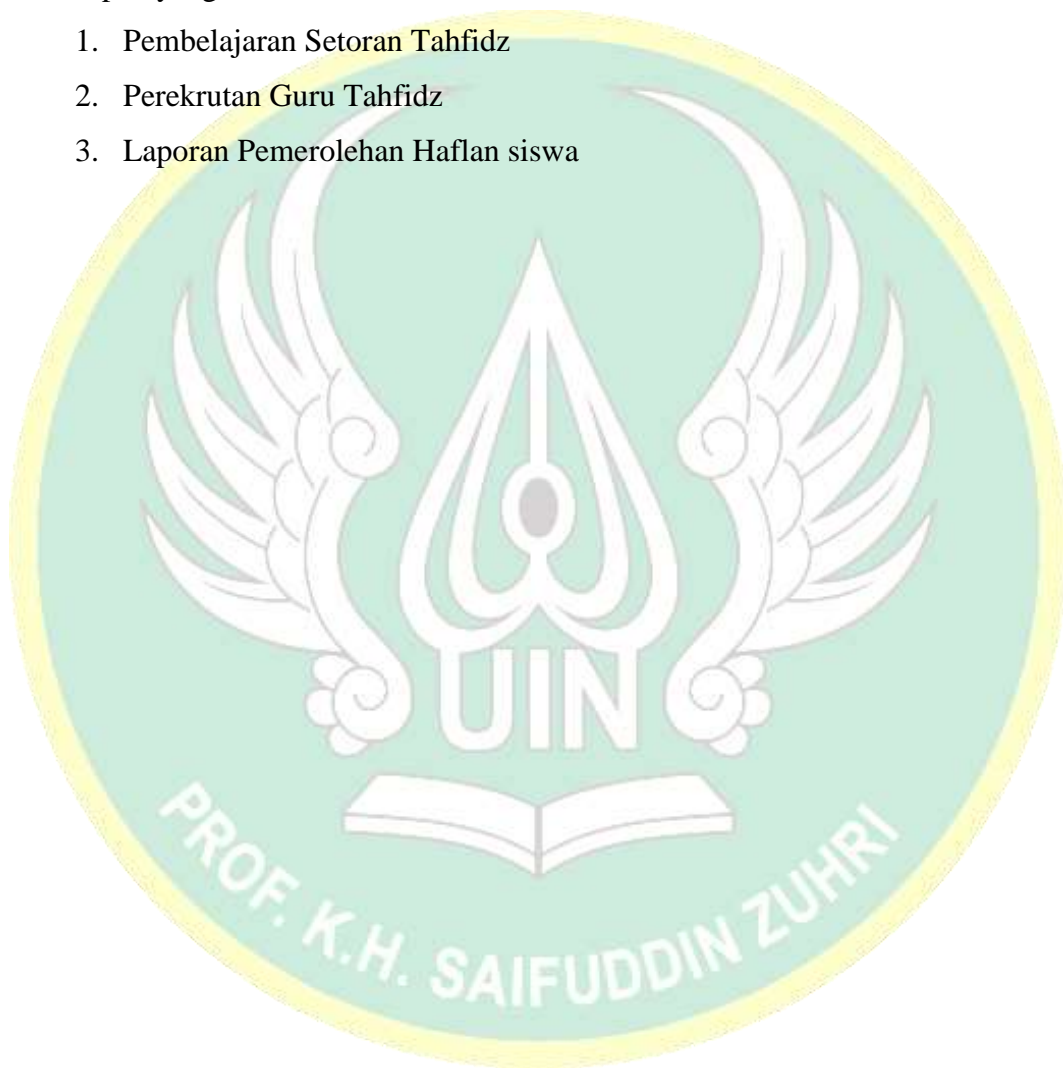 1. Pembelajaran Setoran Tahfidz
2. Perekrutan Guru Tahfidz
3. Laporan Pemerolehan Haflan siswa
UIN
PROF. K.H. SAIFUDDIN ZUHRI